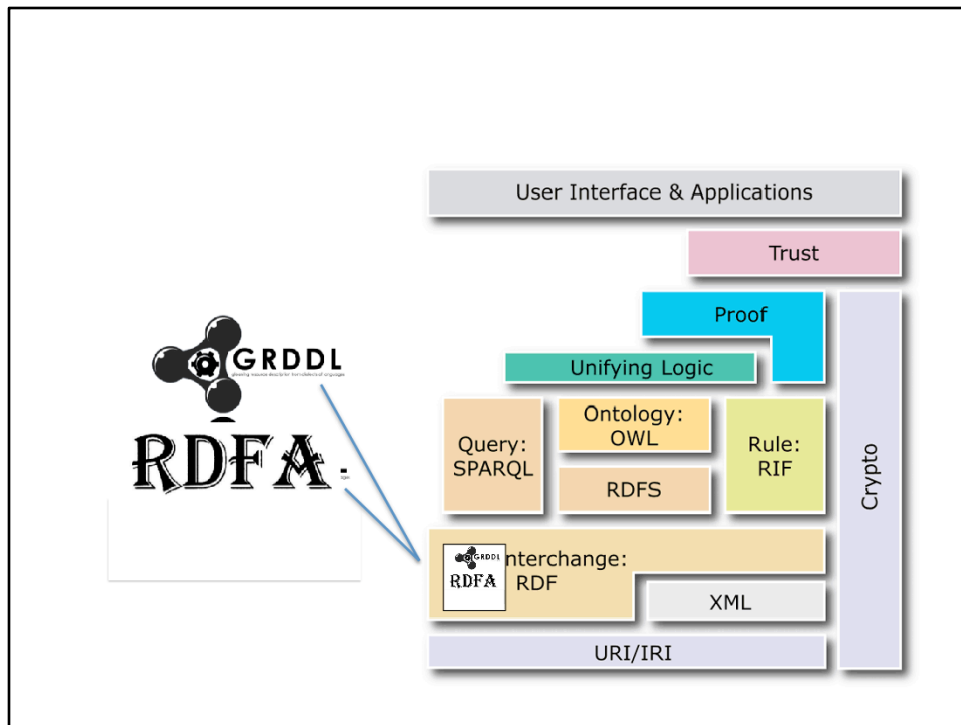 User Interface & Applications
Trust
Proof
GRDDL
Unifying Logic
RDFA
Query:
SPARQL
Ontology:
OWL
RDFS
Rule:
RIF
Crypto
GRDDL
RDFA
nterchange:
RDF
XML
URI/IRI